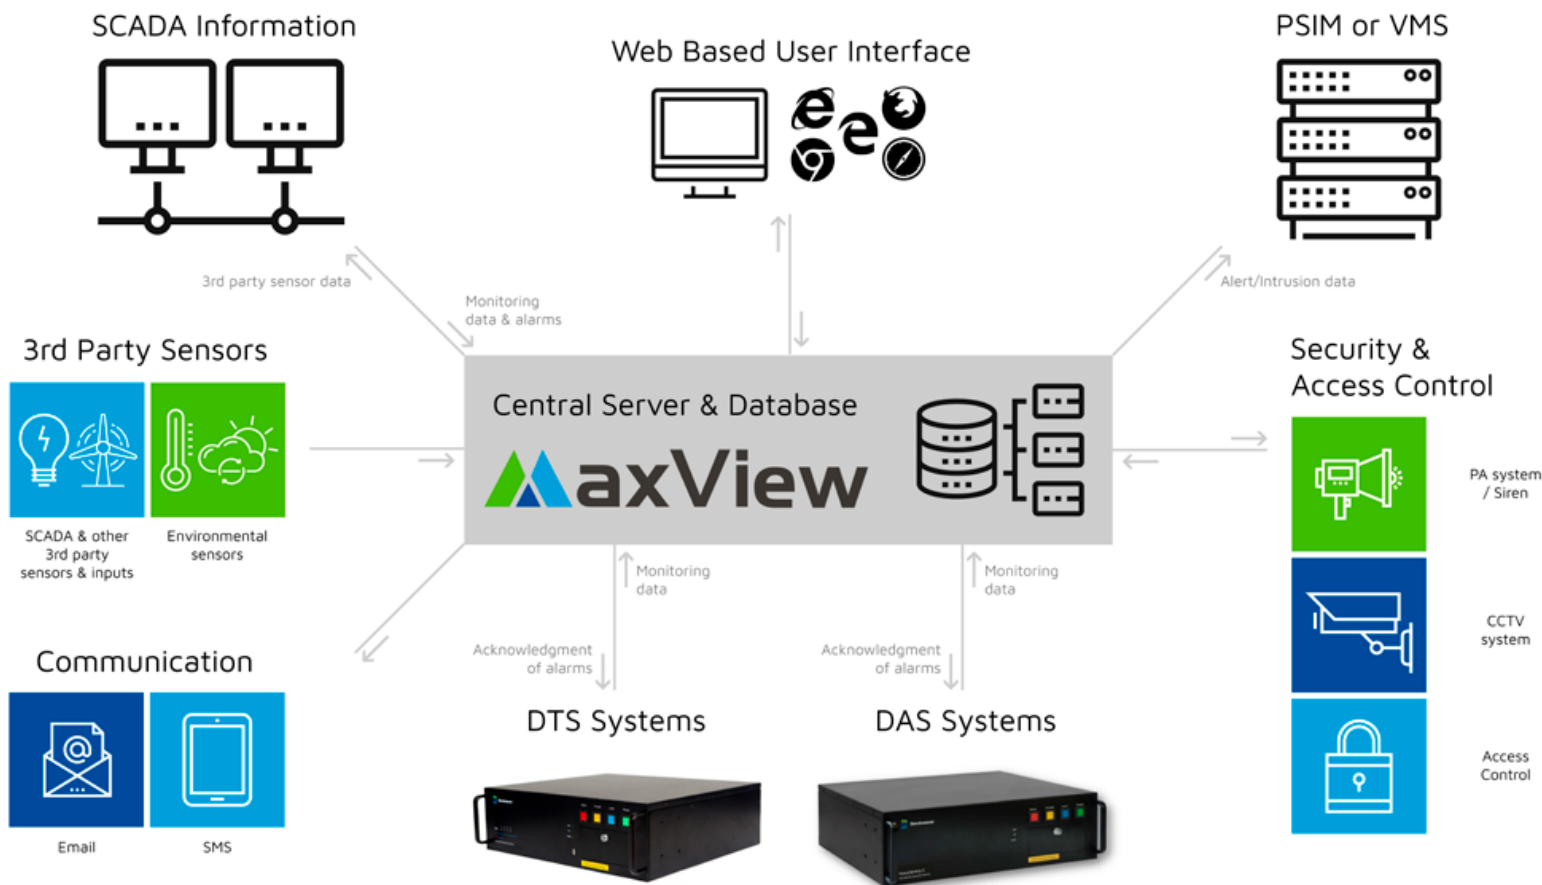 SCADA Information
Web Based User Interface
PSIM or VMS
3rd party sensor data
Monitoring
data & alarms
Alert/Intrusion data
3rd Party Sensors
SCADA & other
3rd party
sensors & inputs
Environmental
sensors
Central Server & Database
MaxView
Security &
Access Control
PA system
/ Siren
CCTV
system
Access
Control
Monitoring
data
Monitoring
data
Acknowledgment
of alarms
Acknowledgment
of alarms
Communication
Email
SMS
DTS Systems
DAS Systems